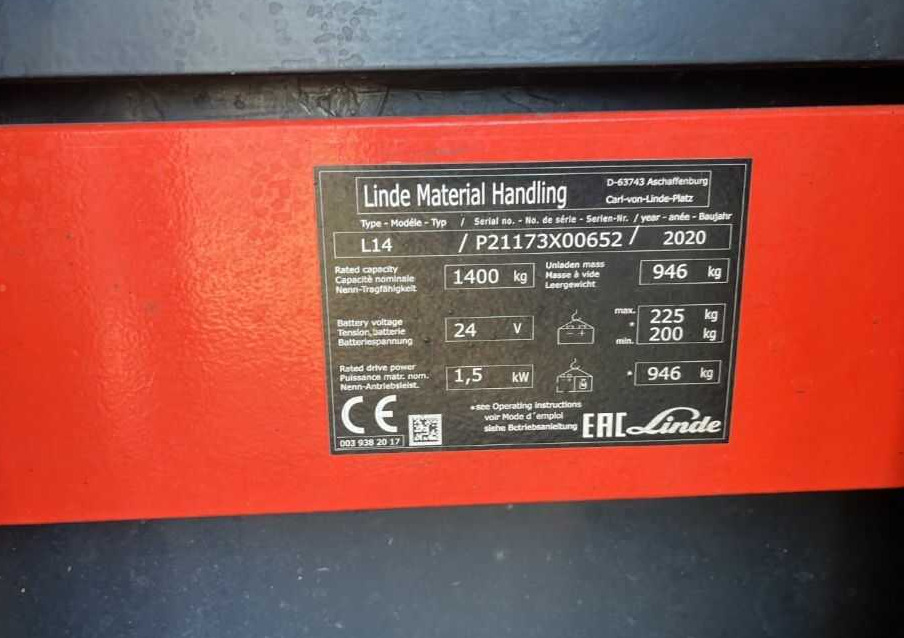 Linde Material Handling
D-63743 Aschaffenburg
Carl-von-Linde-Platz
Type - Modéle - Typ / Serial no. - No. de série - Serien-Nr. / year - anée - Baujahr
L14 / P21173X00652 / 2020
Rated capacity
Capacité nominale
Nenn-Tragfähigkeit
1400 kg
Unladen mass
Masse à vide
Leergewicht
946 kg
Battery voltage
Tension batterie
Batteriespannung
24 V
- +
max. 225 kg
*
min. 200 kg
Rated drive power
Puissance matr. nom.
Nenn-Antriebsleist.
1,5 kW
* 946 kg
CE
003 938 20 17
*see Operating instructions
voir Mode d'emploi
siehe Betriebsanleitung
EAC Linde